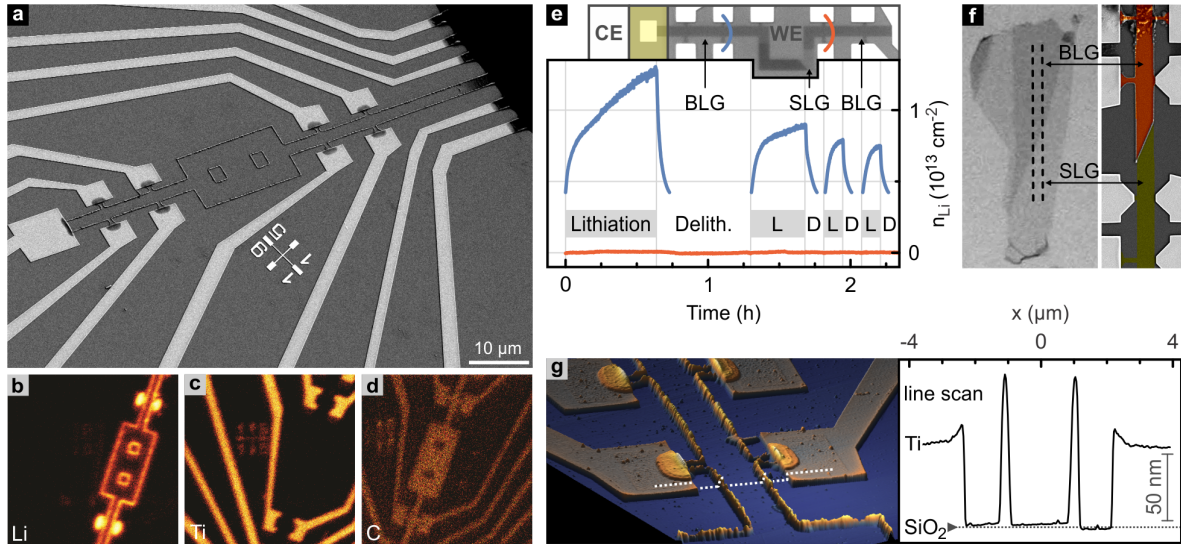 a
10 μm
b
Li
c
Ti
d
C
e
CE
WE
BLG
SLG
BLG
1
0
n_Li (10^13 cm^-2)
Lithiation
Delith.
L
D
L
D
L
D
0
1
2
Time (h)
f
BLG
SLG
g
x (μm)
-4
0
4
line scan
Ti
SiO2
50 nm